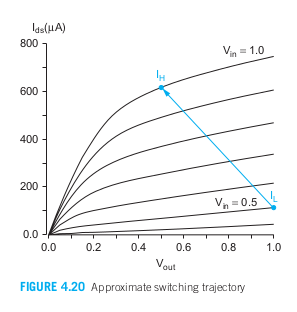 Ids(μA)
800
Vin = 1.0
IH
600
400
200
Vin = 0.5
IL
0.0
0.0 0.2 0.4 0.6 0.8 1.0
Vout
FIGURE 4.20 Approximate switching trajectory